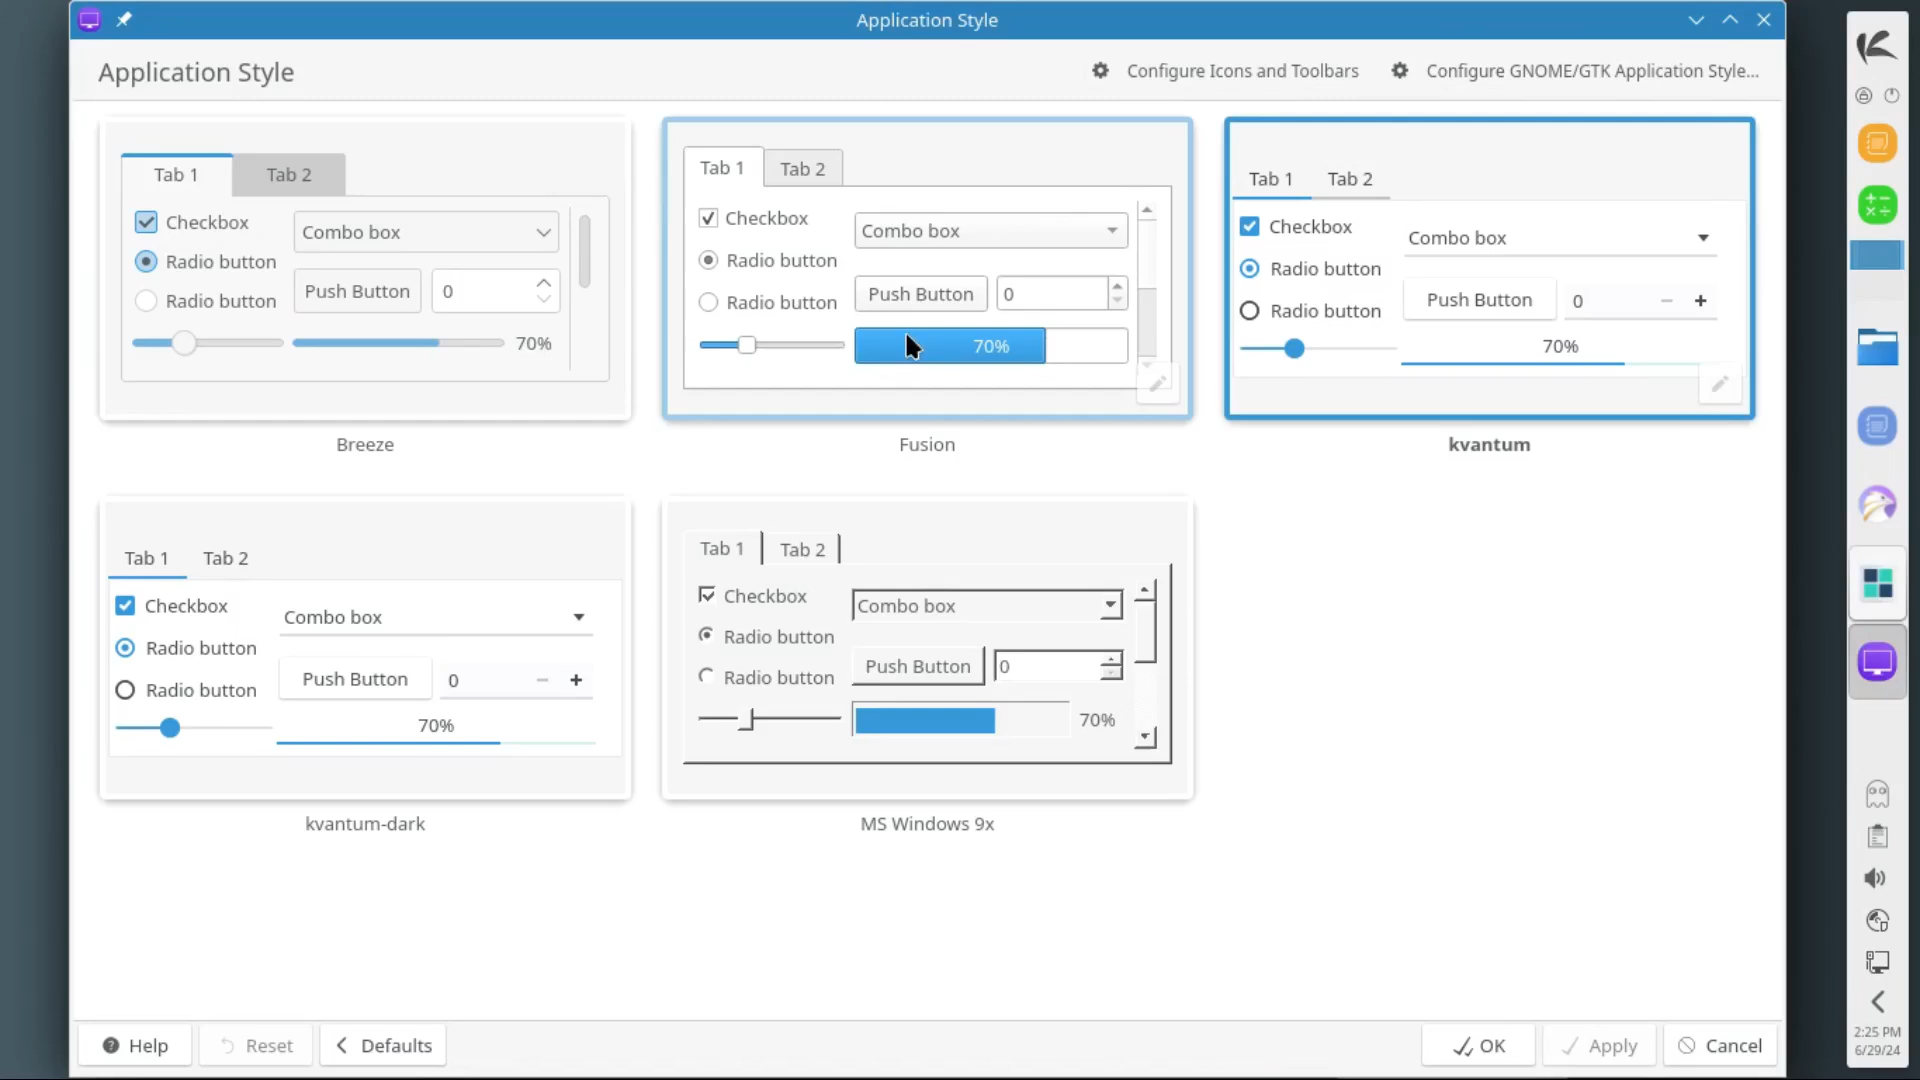 Application Style
Application Style
Configure Icons and Toolbars
Configure GNOME/GTK Application Style...
Tab 1
Tab 2
Checkbox
Combo box
Radio button
Push Button
0
Radio button
70%
Breeze
Tab 1
Tab 2
Checkbox
Combo box
Radio button
Push Button
0
Radio button
70%
Fusion
Tab 1
Tab 2
Checkbox
Combo box
Radio button
Push Button
0
Radio button
70%
kvantum
Tab 1
Tab 2
Checkbox
Combo box
Radio button
Push Button
0
Radio button
70%
kvantum-dark
Tab 1
Tab 2
Checkbox
Combo box
Radio button
Push Button
0
Radio button
70%
MS Windows 9x
Help
Reset
Defaults
OK
Apply
Cancel
2:25 PM
6/29/24